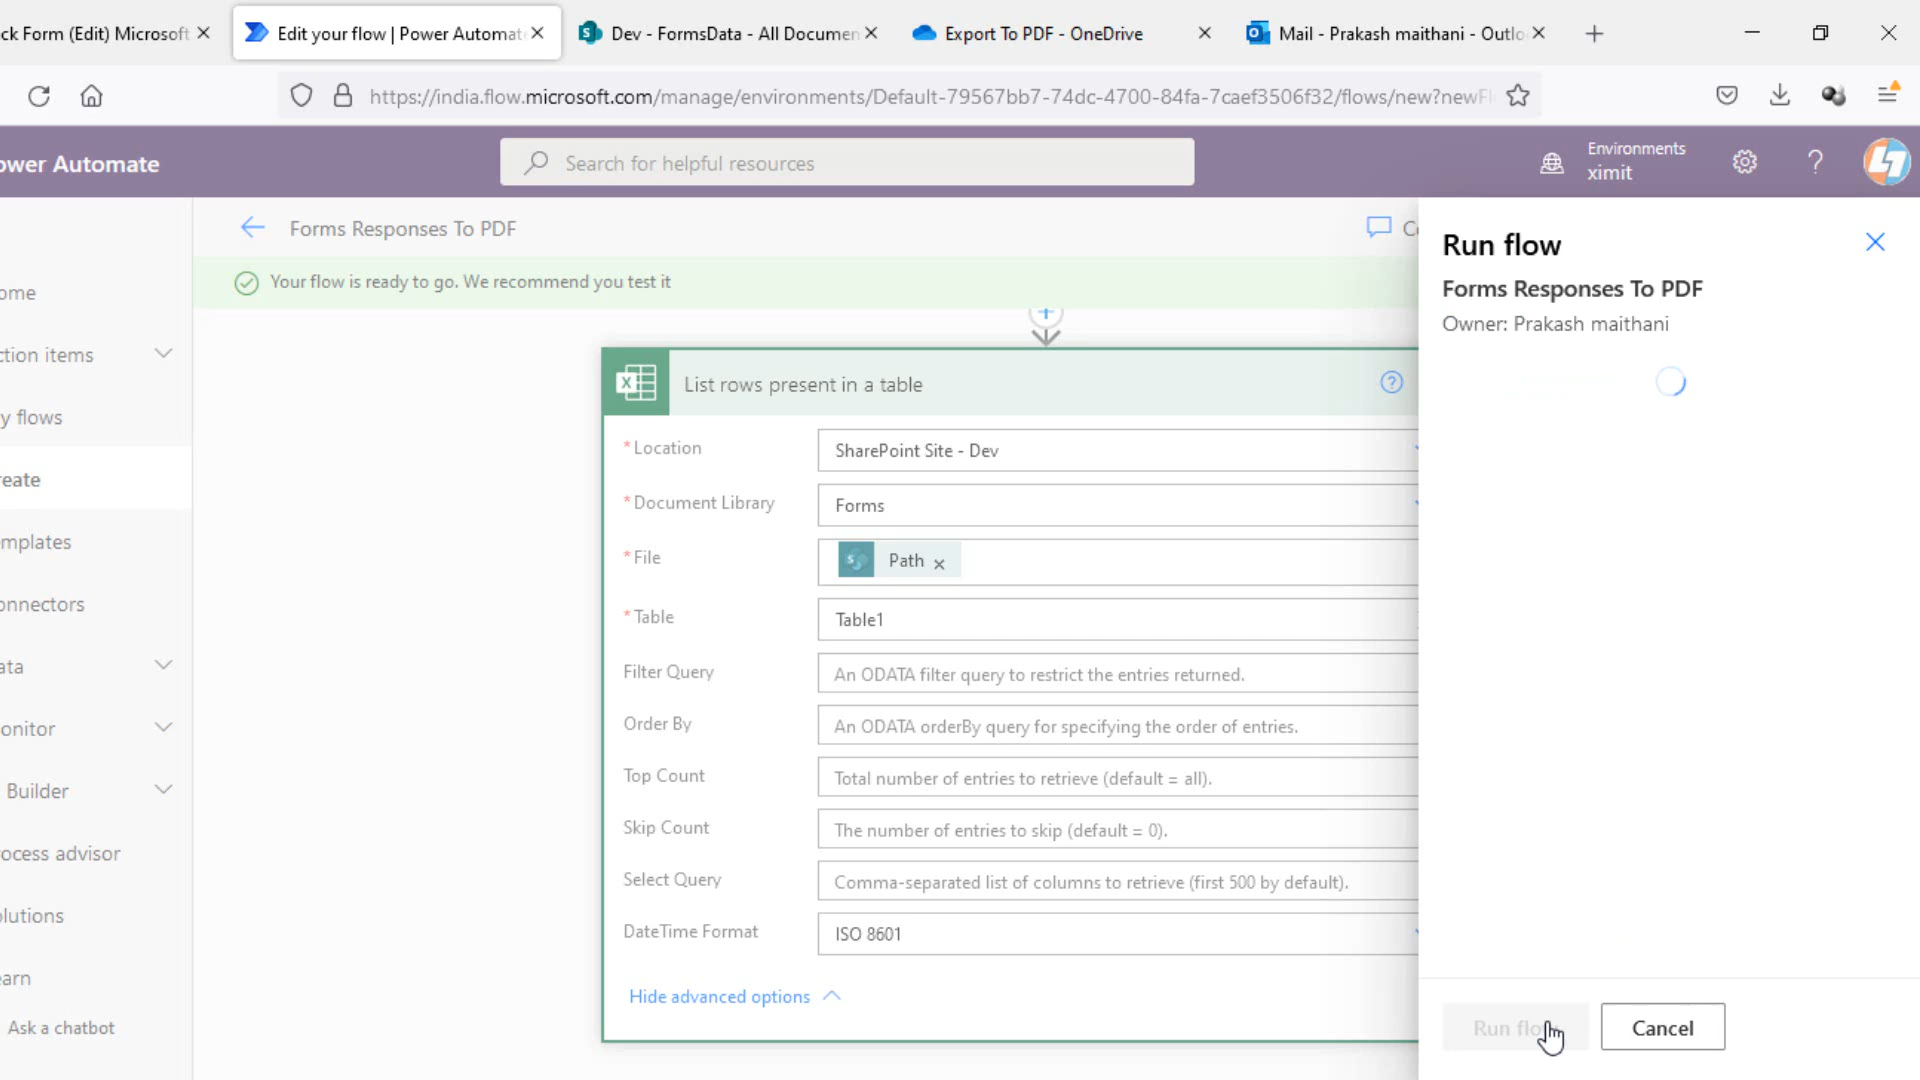 ck Form (Edit) Microsoft
Edit your flow | Power Automat
Dev - FormsData - All Documen
Export To PDF - OneDrive
Mail - Prakash maithani - Outlo
https://india.flow.microsoft.com/manage/environments/Default-79567bb7-74dc-4700-84fa-7caef3506f32/flows/new?newFl
ower Automate
Search for helpful resources
Environments
ximit
Forms Responses To PDF
Your flow is ready to go. We recommend you test it
ome
ction items
y flows
reate
mplates
onnectors
ata
onitor
Builder
ocess advisor
olutions
earn
Ask a chatbot
List rows present in a table
* Location
SharePoint Site - Dev
* Document Library
Forms
* File
Path
* Table
Table1
Filter Query
An ODATA filter query to restrict the entries returned.
Order By
An ODATA orderBy query for specifying the order of entries.
Top Count
Total number of entries to retrieve (default = all).
Skip Count
The number of entries to skip (default = 0).
Select Query
Comma-separated list of columns to retrieve (first 500 by default).
DateTime Format
ISO 8601
Hide advanced options
Run flow
Forms Responses To PDF
Owner: Prakash maithani
Run flo
Cancel